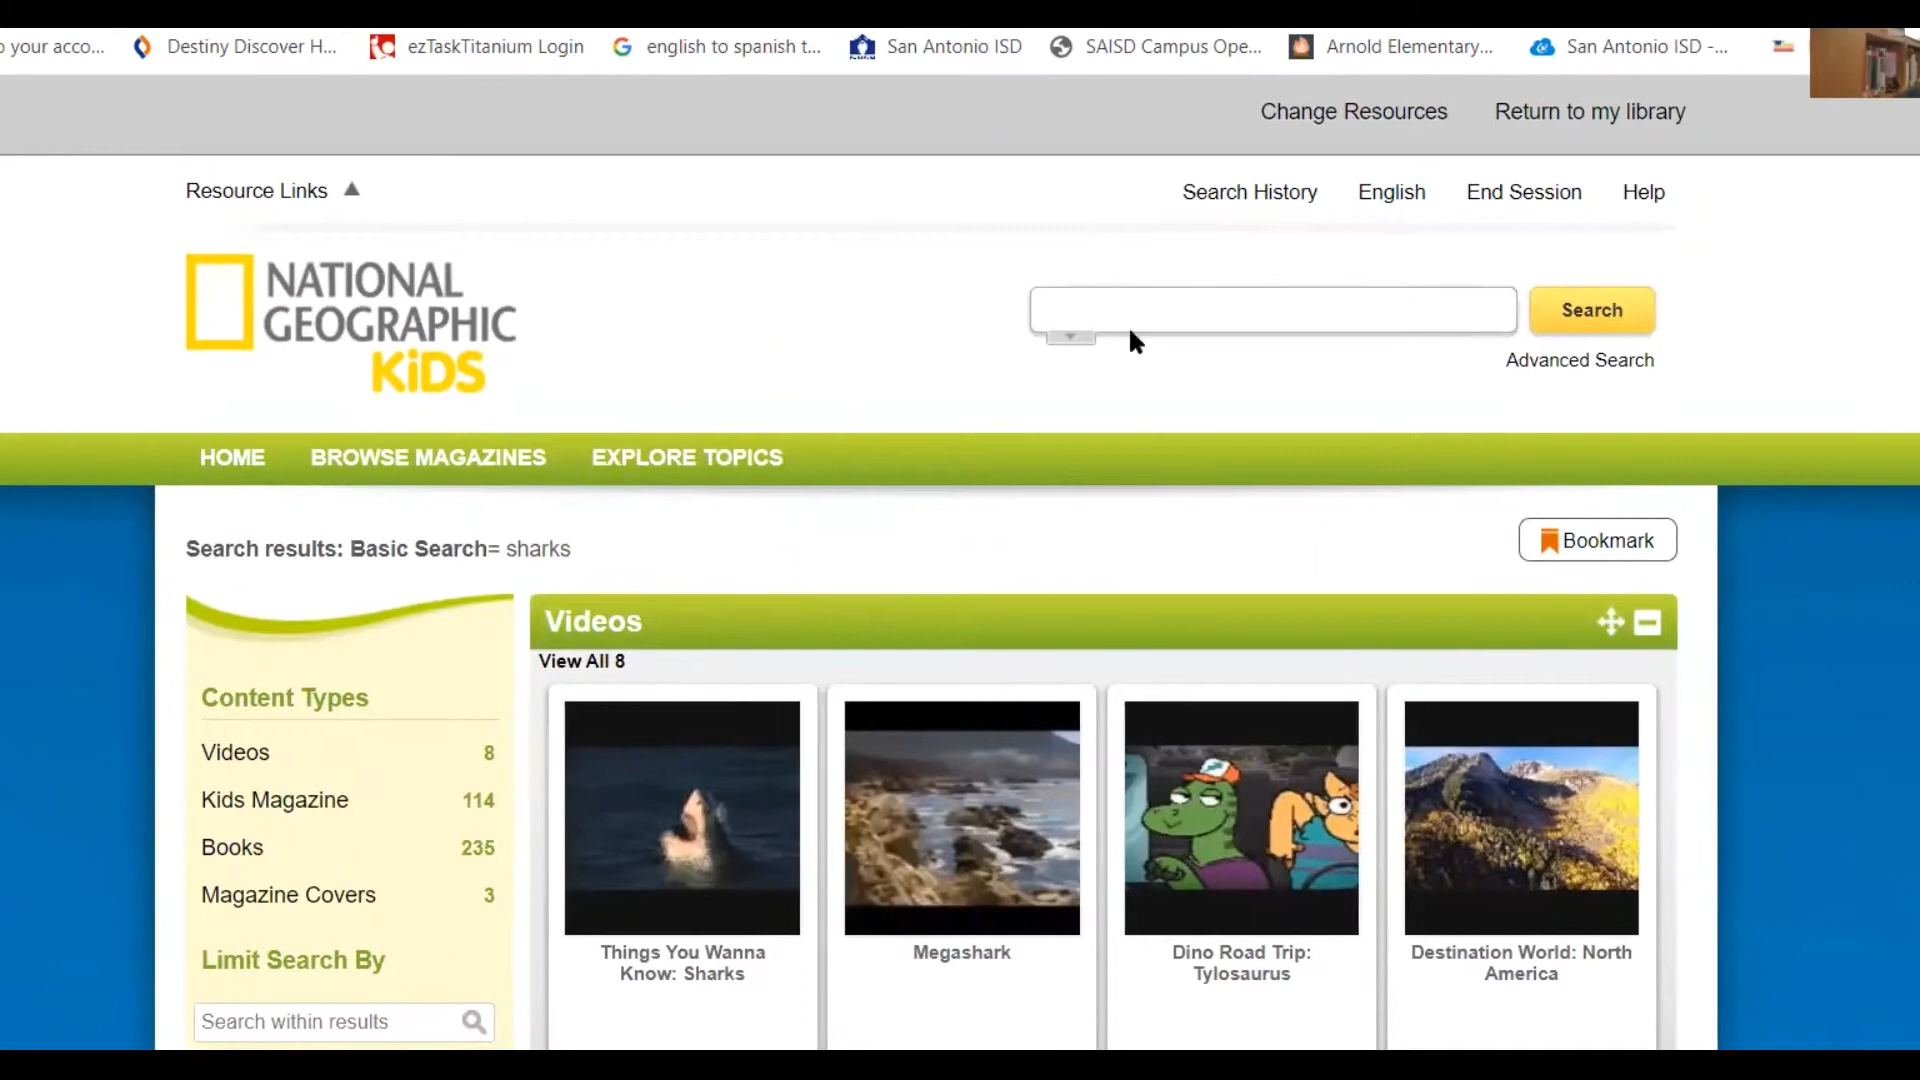 o your acco...
Destiny Discover H...
ezTaskTitanium Login
english to spanish t...
San Antonio ISD
SAISD Campus Ope...
Arnold Elementary...
San Antonio ISD -...
Change Resources
Return to my library
Resource Links
Search History
English
End Session
Help
NATIONAL
GEOGRAPHIC
KiDS
Search
Advanced Search
HOME
BROWSE MAGAZINES
EXPLORE TOPICS
Search results: Basic Search= sharks
Bookmark
Videos
View All 8
Content Types
Videos 8
Kids Magazine 114
Books 235
Magazine Covers 3
Limit Search By
Search within results
Things You Wanna
Know: Sharks
Megashark
Dino Road Trip:
Tylosaurus
Destination World: North
America